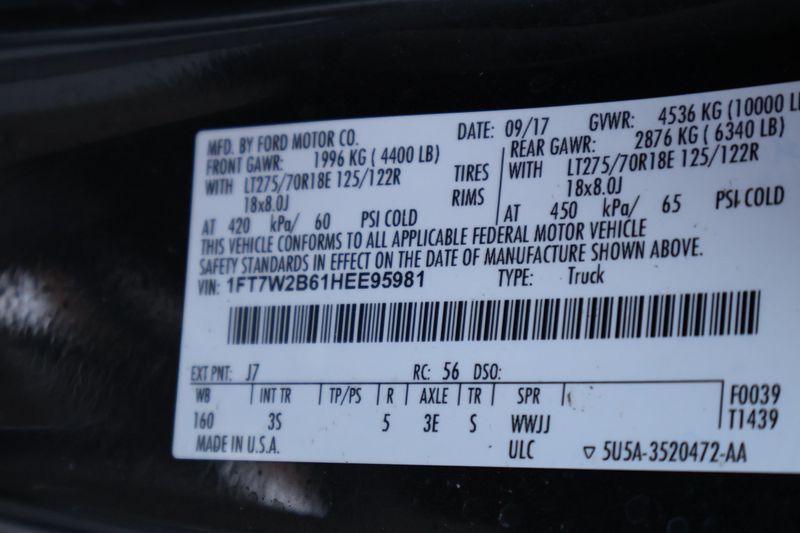 MFD. BY FORD MOTOR CO. DATE: 09/17 GVWR: 4536 KG (10000 L
FRONT GAWR: 1996 KG ( 4400 LB) REAR GAWR: 2876 KG ( 6340 LB)
WITH LT275/70R18E 125/122R TIRES WITH LT275/70R18E 125/122R
18x8.0J RIMS 18x8.0J
AT 420 kPa/ 60 PSI COLD AT 450 kPa/ 65 PSI COLD
THIS VEHICLE CONFORMS TO ALL APPLICABLE FEDERAL MOTOR VEHICLE
SAFETY STANDARDS IN EFFECT ON THE DATE OF MANUFACTURE SHOWN ABOVE.
VIN: 1FT7W2B61HEE95981 TYPE: Truck
EXT PNT: J7 RC: 56 DSO:
WB INT TR TP/PS R AXLE TR SPR F0039
160 3S 5 3E S WWJJ T1439
MADE IN U.S.A. ULC ▽ 5U5A-3520472-AA